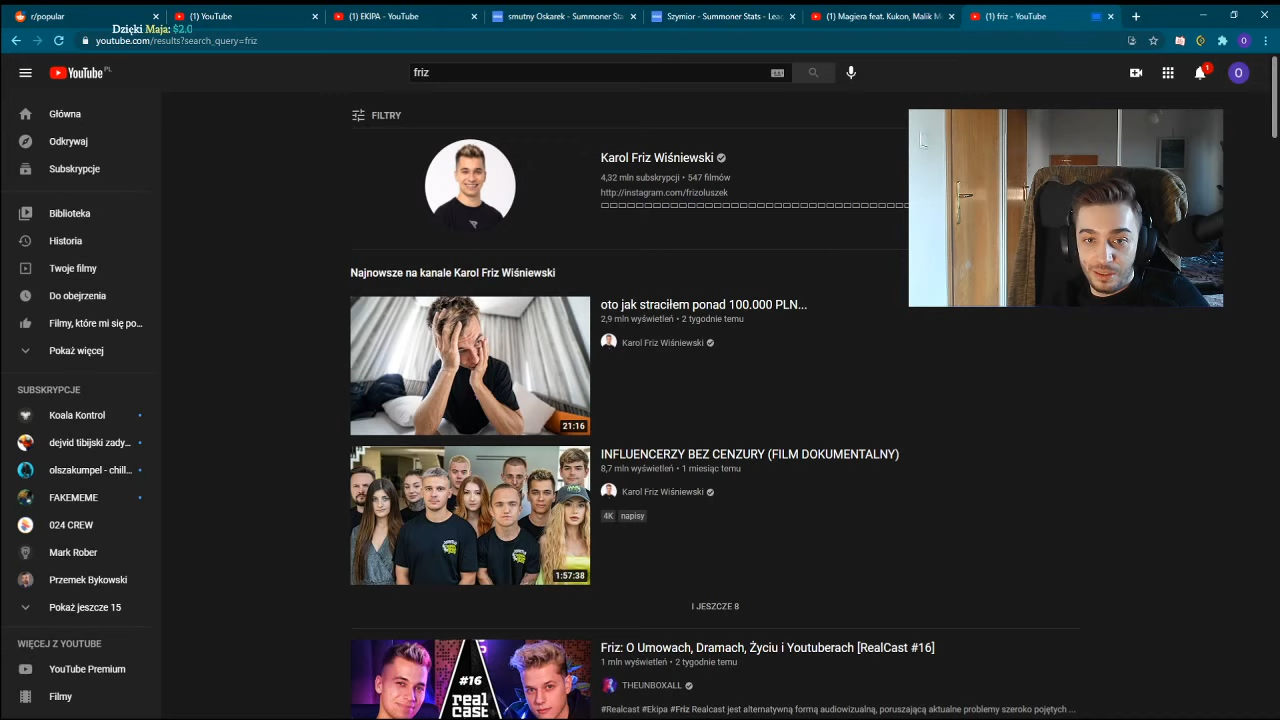 r/popular
(1) YouTube
(1) EKIPA - YouTube
smutny Oskarek - Summoner Sta
Szymior - Summoner Stats - Lea
(1) Magiera feat. Kukon, Malik M
(1) friz - YouTube
Dzięki Maja: $2.0
youtube.com/results?search_query=friz
YouTube PL
friz
1
O
O
Główna
Odkrywaj
Subskrypcje
Biblioteka
Historia
Twoje filmy
Do obejrzenia
Filmy, które mi się po...
Pokaż więcej
SUBSKRYPCJE
Koala Kontrol
dejvid tibijski zady...
olszakumpel - chill...
FAKEMEME
024 CREW
Mark Rober
Przemek Bykowski
Pokaż jeszcze 15
WIĘCEJ Z YOUTUBE
YouTube Premium
Filmy
FILTRY
Karol Friz Wiśniewski
4,32 mln subskrypcji • 547 filmów
http://instagram.com/frizoluszek
Najnowsze na kanale Karol Friz Wiśniewski
oto jak straciłem ponad 100.000 PLN...
2,9 mln wyświetleń • 2 tygodnie temu
Karol Friz Wiśniewski
21:16
INFLUENCERZY BEZ CENZURY (FILM DOKUMENTALNY)
8,7 mln wyświetleń • 1 miesiąc temu
Karol Friz Wiśniewski
4K napisy
1:57:38
I JESZCZE 8
Friz: O Umowach, Dramach, Życiu i Youtuberach [RealCast #16]
1 mln wyświetleń • 2 tygodnie temu
THEUNBOXALL
#Realcast #Ekipa #Friz Realcast jest alternatywną formą audiowizualną, poruszającą aktualne problemy szeroko pojętych ...
#16
real
cast